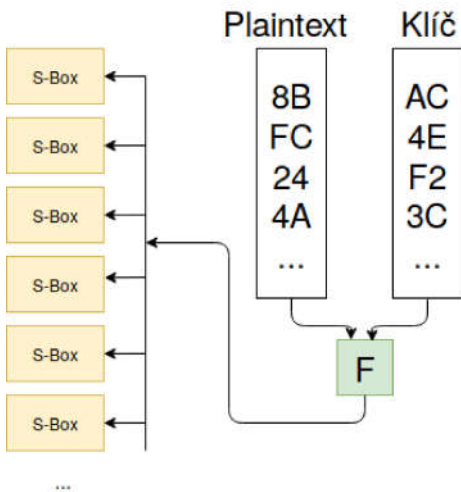 Plaintext Klíč
8B
FC
24
4A
...
AC
4E
F2
3C
...
F
S-Box
S-Box
S-Box
S-Box
S-Box
S-Box
...